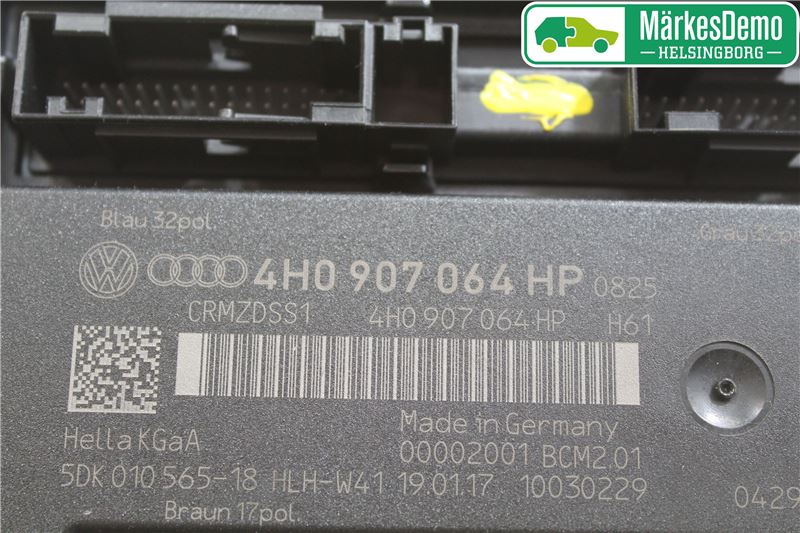 MärkesDemo
HELSINGBORG
Blau 32pol.
Grau 32po
4H0 907 064 HP 0825
CRMZDSS1 4H0 907 064 HP H61
Made in Germany
Hella KGaA 00002001 BCM2.01
5DK 010 565-18 HLH-W41 19.01.17 10030229
0429
Braun 17pol.